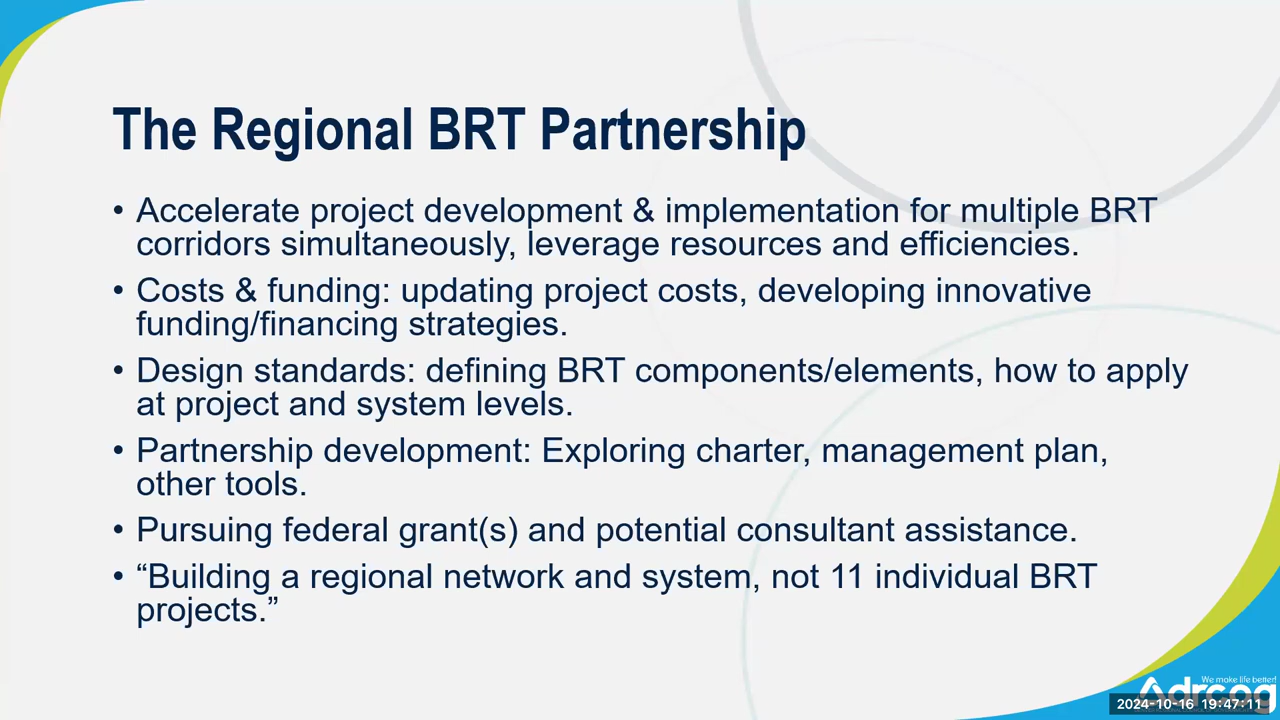 The Regional BRT Partnership
• Accelerate project development & implementation for multiple BRT
corridors simultaneously, leverage resources and efficiencies.
• Costs & funding: updating project costs, developing innovative
funding/financing strategies.
• Design standards: defining BRT components/elements, how to apply
at project and system levels.
• Partnership development: Exploring charter, management plan,
other tools.
• Pursuing federal grant(s) and potential consultant assistance.
• “Building a regional network and system, not 11 individual BRT
projects.”
We make life better!
drcog
2024-10-16 19:47:11